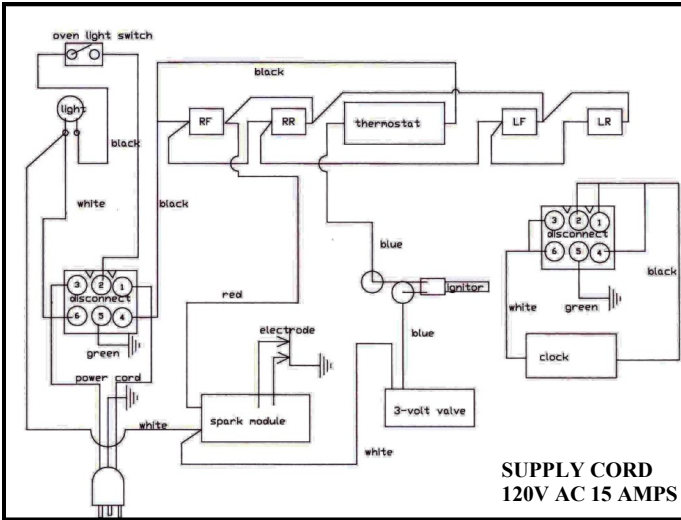 oven light switch
black
light
RF
RR
thermostat
LF
LR
black
white
black
3 2 1
disconnect
6 5 4
green
power cord
red
electrode
blue
ignitor
blue
spark module
3-volt valve
white
white
3 2 1
disconnect
6 5 4
green
white
black
clock
SUPPLY CORD
120V AC 15 AMPS